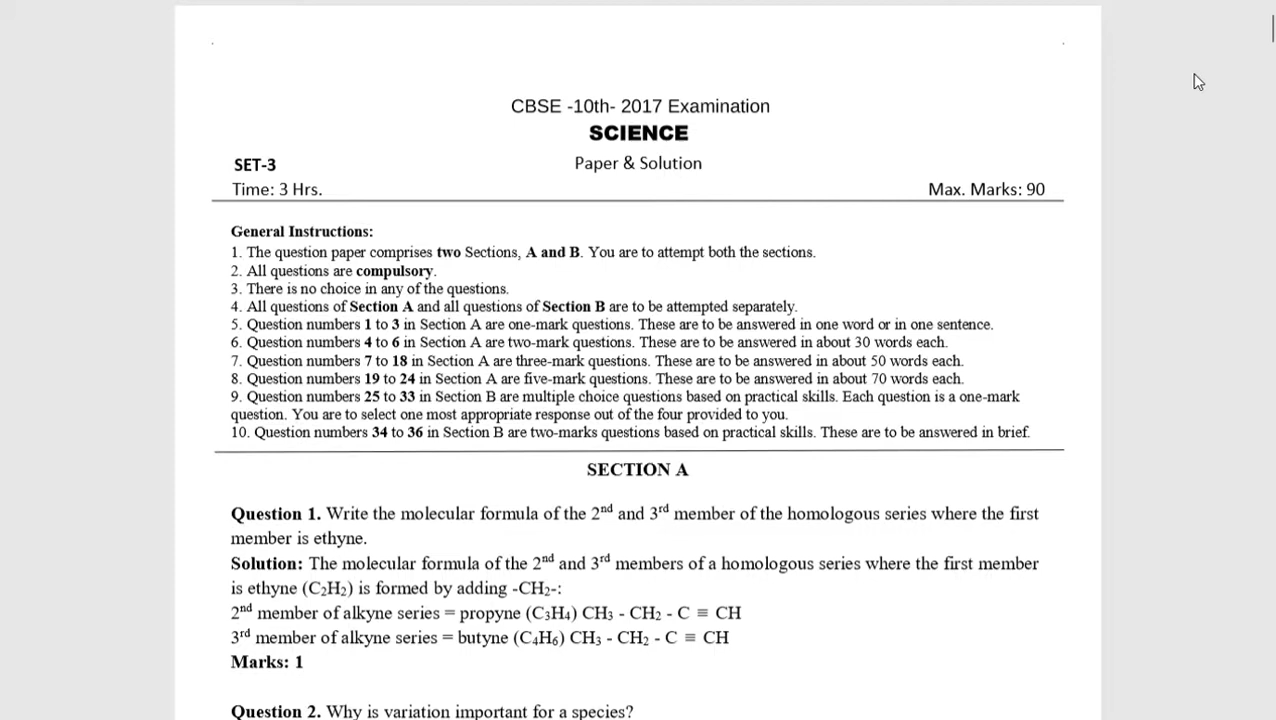 CBSE -10th- 2017 Examination
SCIENCE
SET-3
Paper & Solution
Time: 3 Hrs.
Max. Marks: 90
General Instructions:
1. The question paper comprises two Sections, A and B. You are to attempt both the sections.
2. All questions are compulsory.
3. There is no choice in any of the questions.
4. All questions of Section A and all questions of Section B are to be attempted separately.
5. Question numbers 1 to 3 in Section A are one-mark questions. These are to be answered in one word or in one sentence.
6. Question numbers 4 to 6 in Section A are two-mark questions. These are to be answered in about 30 words each.
7. Question numbers 7 to 18 in Section A are three-mark questions. These are to be answered in about 50 words each.
8. Question numbers 19 to 24 in Section A are five-mark questions. These are to be answered in about 70 words each.
9. Question numbers 25 to 33 in Section B are multiple choice questions based on practical skills. Each question is a one-mark
question. You are to select one most appropriate response out of the four provided to you.
10. Question numbers 34 to 36 in Section B are two-marks questions based on practical skills. These are to be answered in brief.
SECTION A
Question 1. Write the molecular formula of the 2nd and 3rd member of the homologous series where the first
member is ethyne.
Solution: The molecular formula of the 2nd and 3rd members of a homologous series where the first member
is ethyne (C₂H₂) is formed by adding -CH₂-:
2nd member of alkyne series = propyne (C₃H₄) CH₃ - CH₂ - C ≡ CH
3rd member of alkyne series = butyne (C₄H₆) CH₃ - CH₂ - C ≡ CH
Marks: 1
Question 2. Why is variation important for a species?